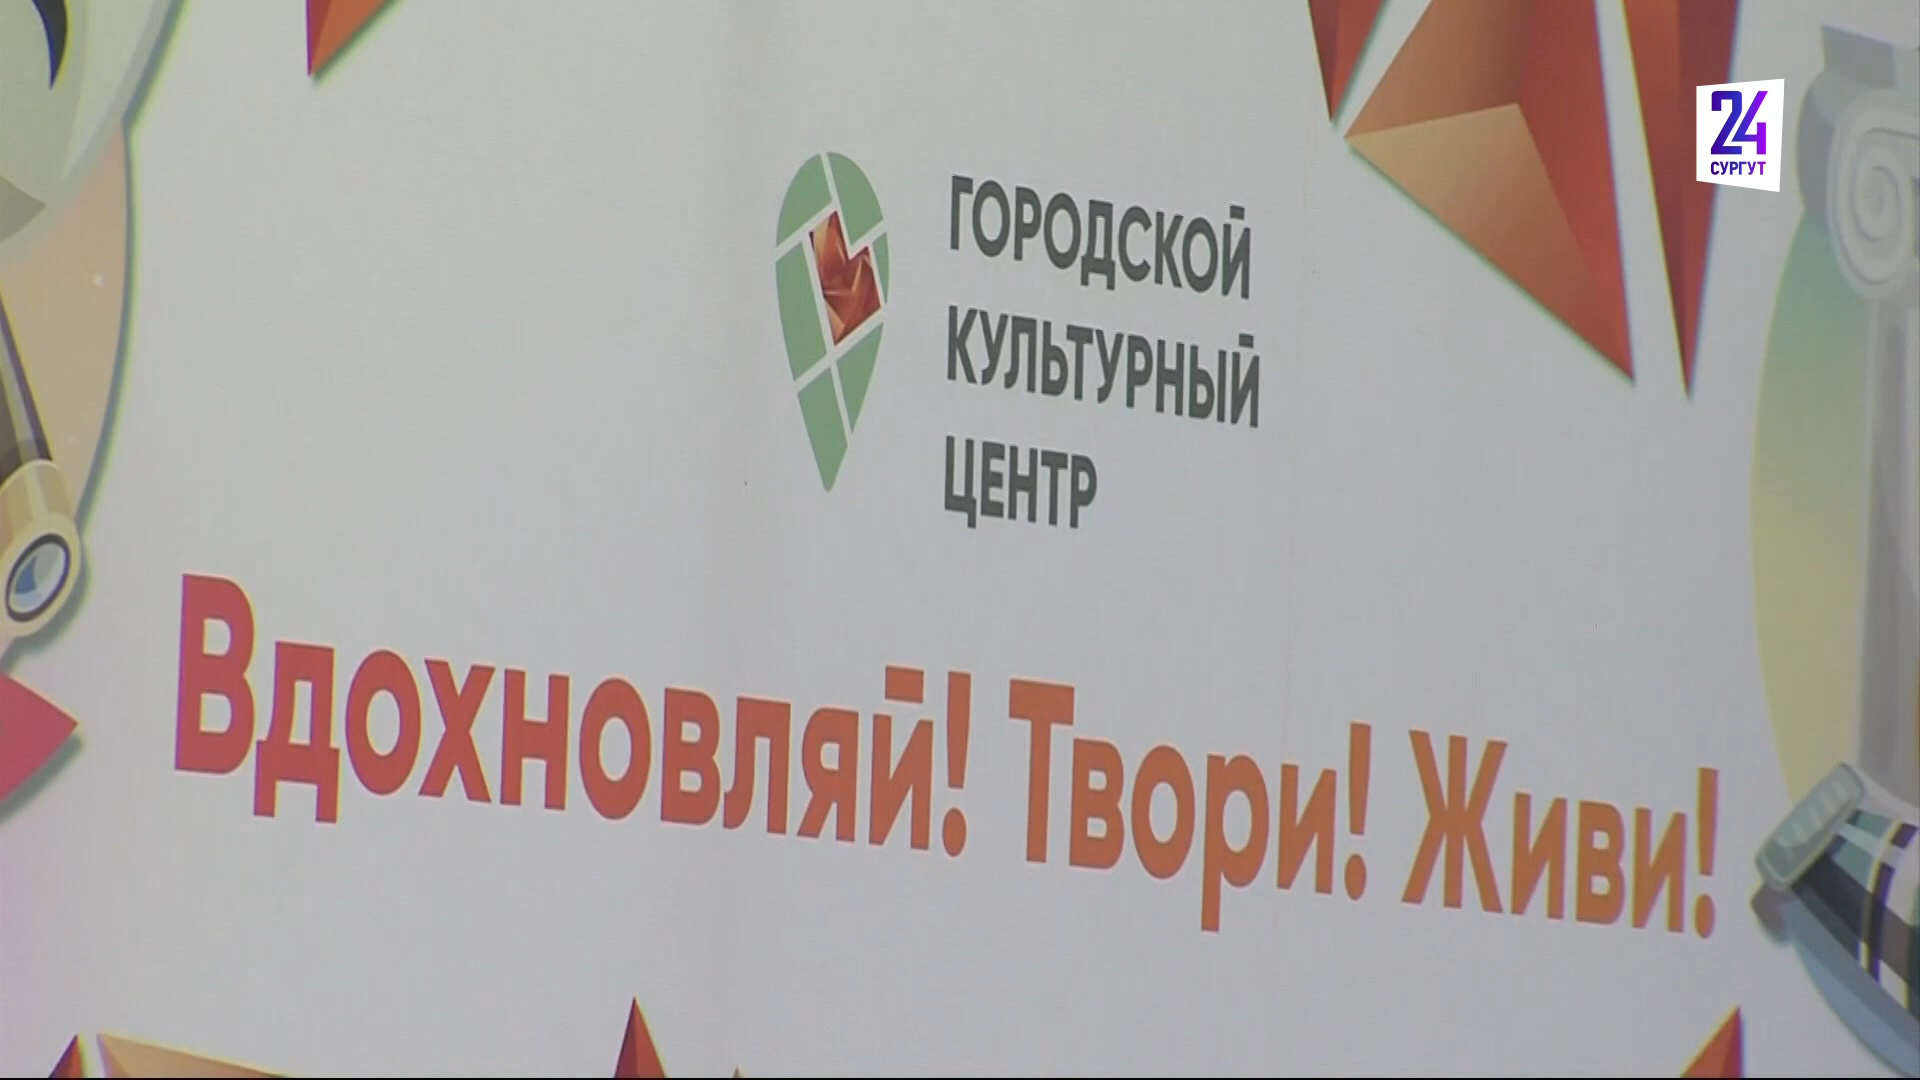 24
СУРГУТ
ГОРОДСКОЙ
КУЛЬТУРНЫЙ
ЦЕНТР
Вдохновляй! Твори! Живи!